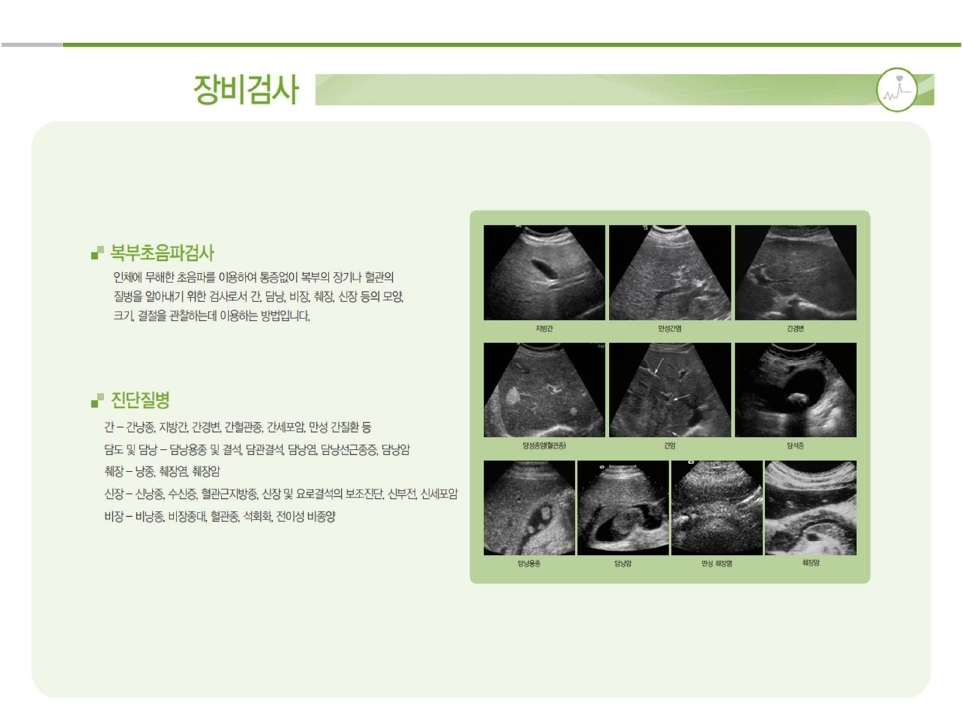 장비검사
복부초음파검사
인체에 무해한 초음파를 이용하여 통증없이 복부의 장기나 혈관의
질병을 알아내기 위한 검사로서 간, 담낭, 비장, 췌장, 신장 등의 모양,
크기, 결절을 관찰하는데 이용하는 방법입니다.
진단질병
간 – 간낭종, 지방간, 간경변, 간혈관종, 간세포암, 만성 간질환 등
담도 및 담낭 – 담낭용종 및 결석, 담관결석, 담낭염, 담낭선근종증, 담낭암
췌장 – 낭종, 췌장염, 췌장암
신장 – 신낭종, 수신증, 혈관근지방종, 신장 및 요로결석의 보조진단, 신부전, 신세포암
비장 – 비낭종, 비장종대, 혈관종, 석회화, 전이성 비종양
지방간 만성간염 간경변
양성종양(혈관종) 간암 담석증
담낭용종 담낭암 만성 췌장염 췌장암